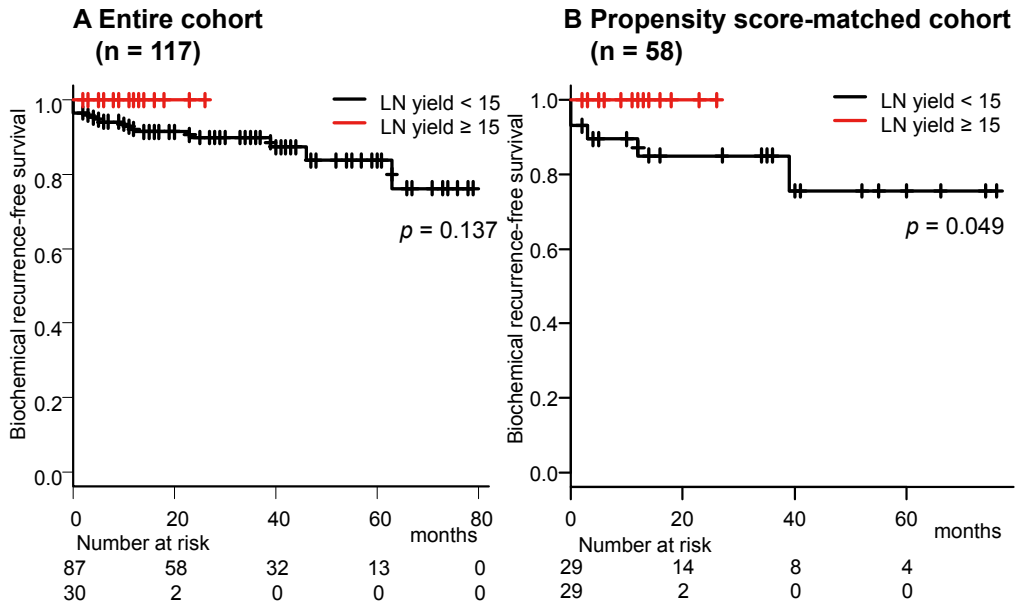 A Entire cohort
(n = 117)
Biochemical recurrence-free survival
1.0
0.8
0.6
0.4
0.2
0.0
LN yield < 15
LN yield ≥ 15
p = 0.137
0 20 40 60 80
Number at risk months
87 58 32 13 0
30 2 0 0 0
B Propensity score-matched cohort
(n = 58)
Biochemical recurrence-free survival
1.0
0.8
0.6
0.4
0.2
0.0
LN yield < 15
LN yield ≥ 15
p = 0.049
0 20 40 60
Number at risk months
29 14 8 4
29 2 0 0